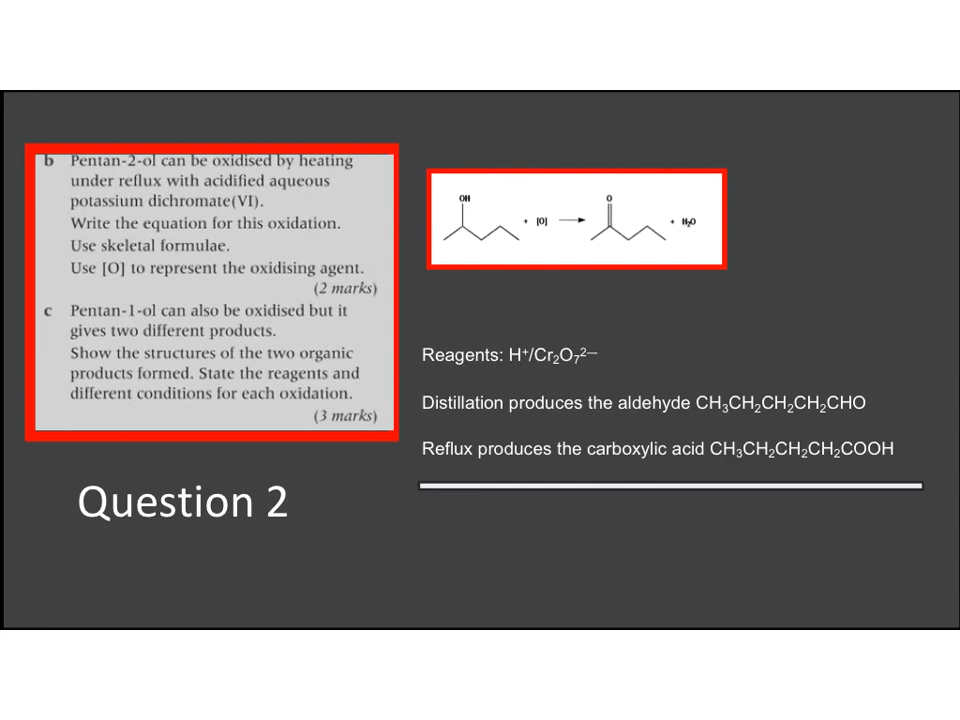 b Pentan-2-ol can be oxidised by heating
under reflux with acidified aqueous
potassium dichromate(VI).
Write the equation for this oxidation.
Use skeletal formulae.
Use [O] to represent the oxidising agent.
(2 marks)
c Pentan-1-ol can also be oxidised but it
gives two different products.
Show the structures of the two organic
products formed. State the reagents and
different conditions for each oxidation.
(3 marks)
Question 2
OH + [O] O + H₂O
Reagents: H⁺/Cr₂O₇²⁻
Distillation produces the aldehyde CH₃CH₂CH₂CH₂CHO
Reflux produces the carboxylic acid CH₃CH₂CH₂CH₂COOH